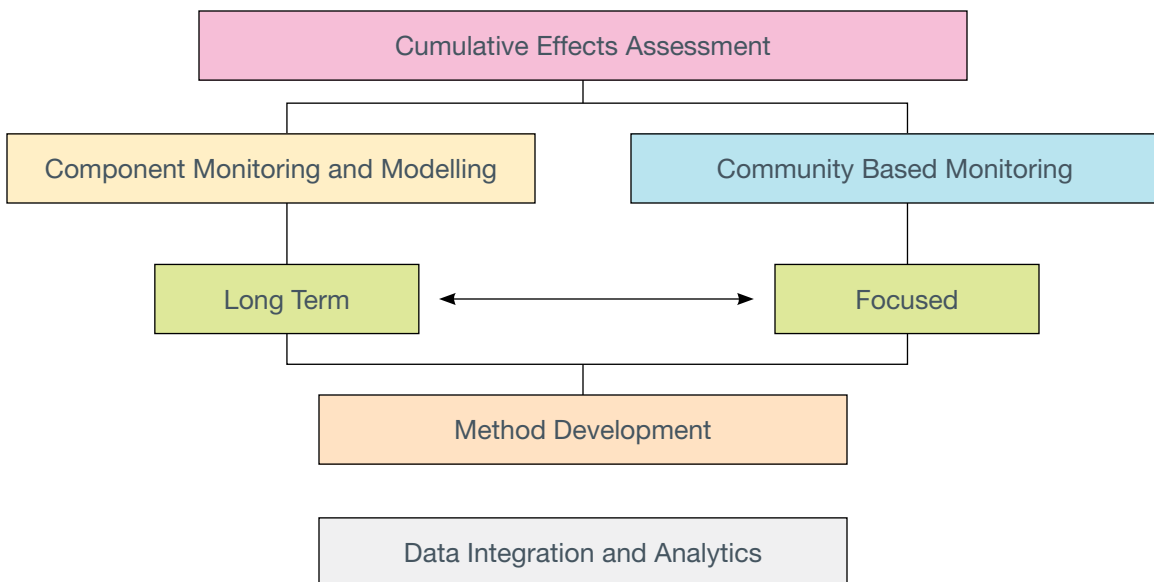 Cumulative Effects Assessment
Component Monitoring and Modelling
Community Based Monitoring
Long Term
Focused
Method Development
Data Integration and Analytics